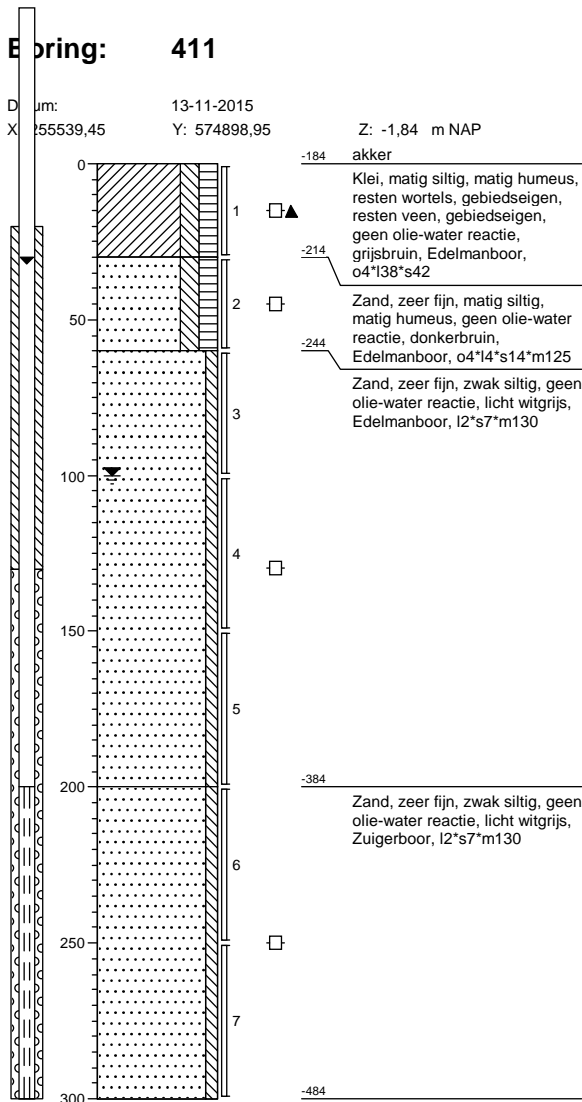 Boring: 411
Datum: 13-11-2015
X: 255539,45 Y: 574898,95 Z: -1,84 m NAP
-184 akker
0
Klei, matig siltig, matig humeus,
resten wortels, gebiedseigen,
resten veen, gebiedseigen,
geen olie-water reactie,
grijsbruin, Edelmanboor,
o4*l38*s42
1
-214
Zand, zeer fijn, matig siltig,
matig humeus, geen olie-water
reactie, donkerbruin,
Edelmanboor, o4*l4*s14*m125
2
50
-244
Zand, zeer fijn, zwak siltig, geen
olie-water reactie, licht witgrijs,
Edelmanboor, l2*s7*m130
3
100
4
150
5
200
-384
Zand, zeer fijn, zwak siltig, geen
olie-water reactie, licht witgrijs,
Zuigerboor, l2*s7*m130
6
250
7
300
-484